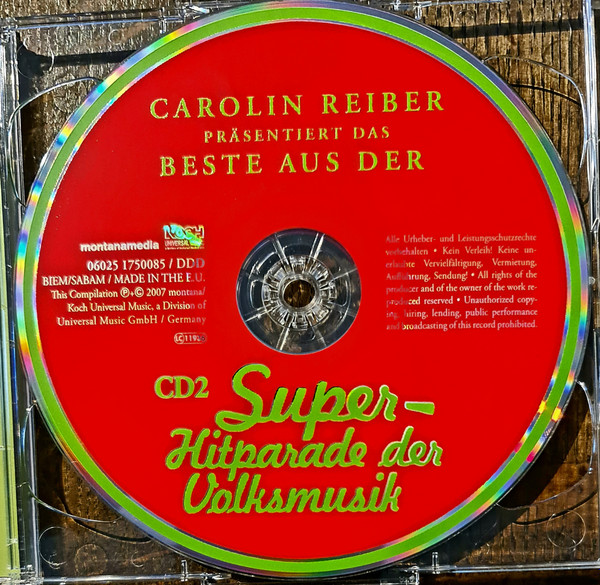 CAROLIN REIBER
PRÄSENTIERT DAS
BESTE AUS DER
montanamedia
KOCH
UNIVERSAL
06025 1750085 / DDD
BIEM/SABAM / MADE IN THE E.U.
This Compilation ℗+© 2007 montana/
Koch Universal Music, a Division of
Universal Music GmbH / Germany
LC
Alle Urheber- und Leistungsschutzrechte
vorbehalten • Kein Verleih! Keine un-
erlaubte Vervielfältigung, Vermietung,
Aufführung, Sendung! • All rights of the
producer and of the owner of the work re-
produced reserved • Unauthorized copy-
ing, hiring, lending, public performance
and broadcasting of this record prohibited.
CD2
Super-
Hitparade der
Volksmusik